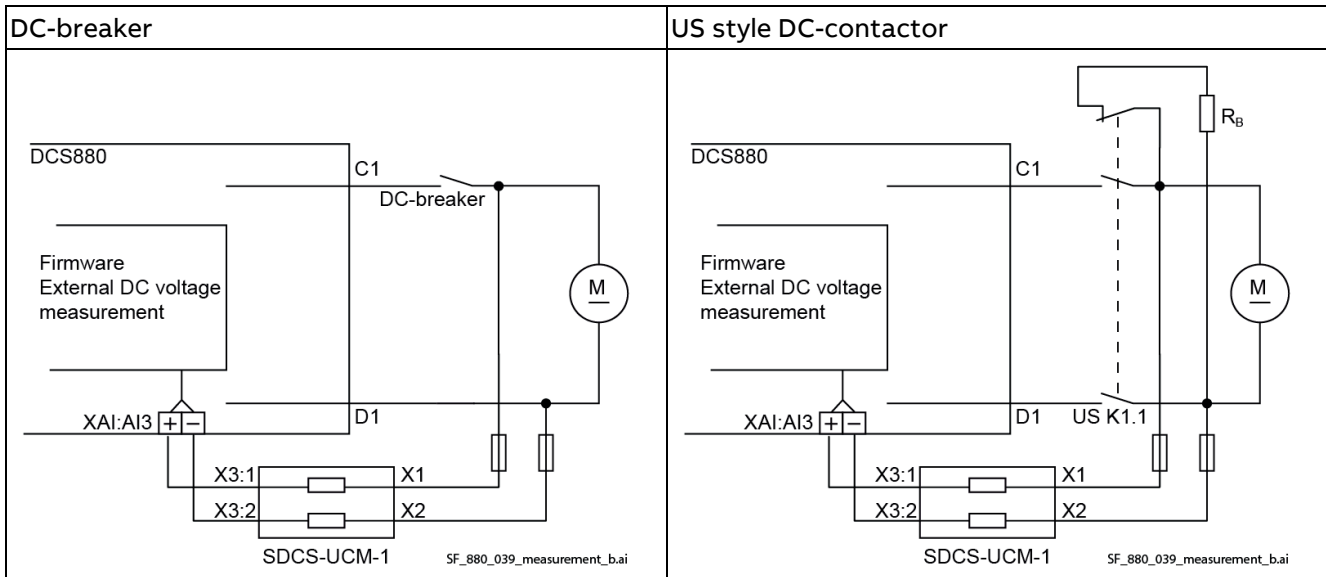 DC-breaker
US style DC-contactor
DCS880
C1
DC-breaker
Firmware
External DC voltage
measurement
M
XAI:AI3
+ −
D1
X3:1
X1
X3:2
X2
SDCS-UCM-1
SF_880_039_measurement_b.ai
RB
DCS880
C1
Firmware
External DC voltage
measurement
M
XAI:AI3
+ −
D1
US K1.1
X3:1
X1
X3:2
X2
SDCS-UCM-1
SF_880_039_measurement_b.ai